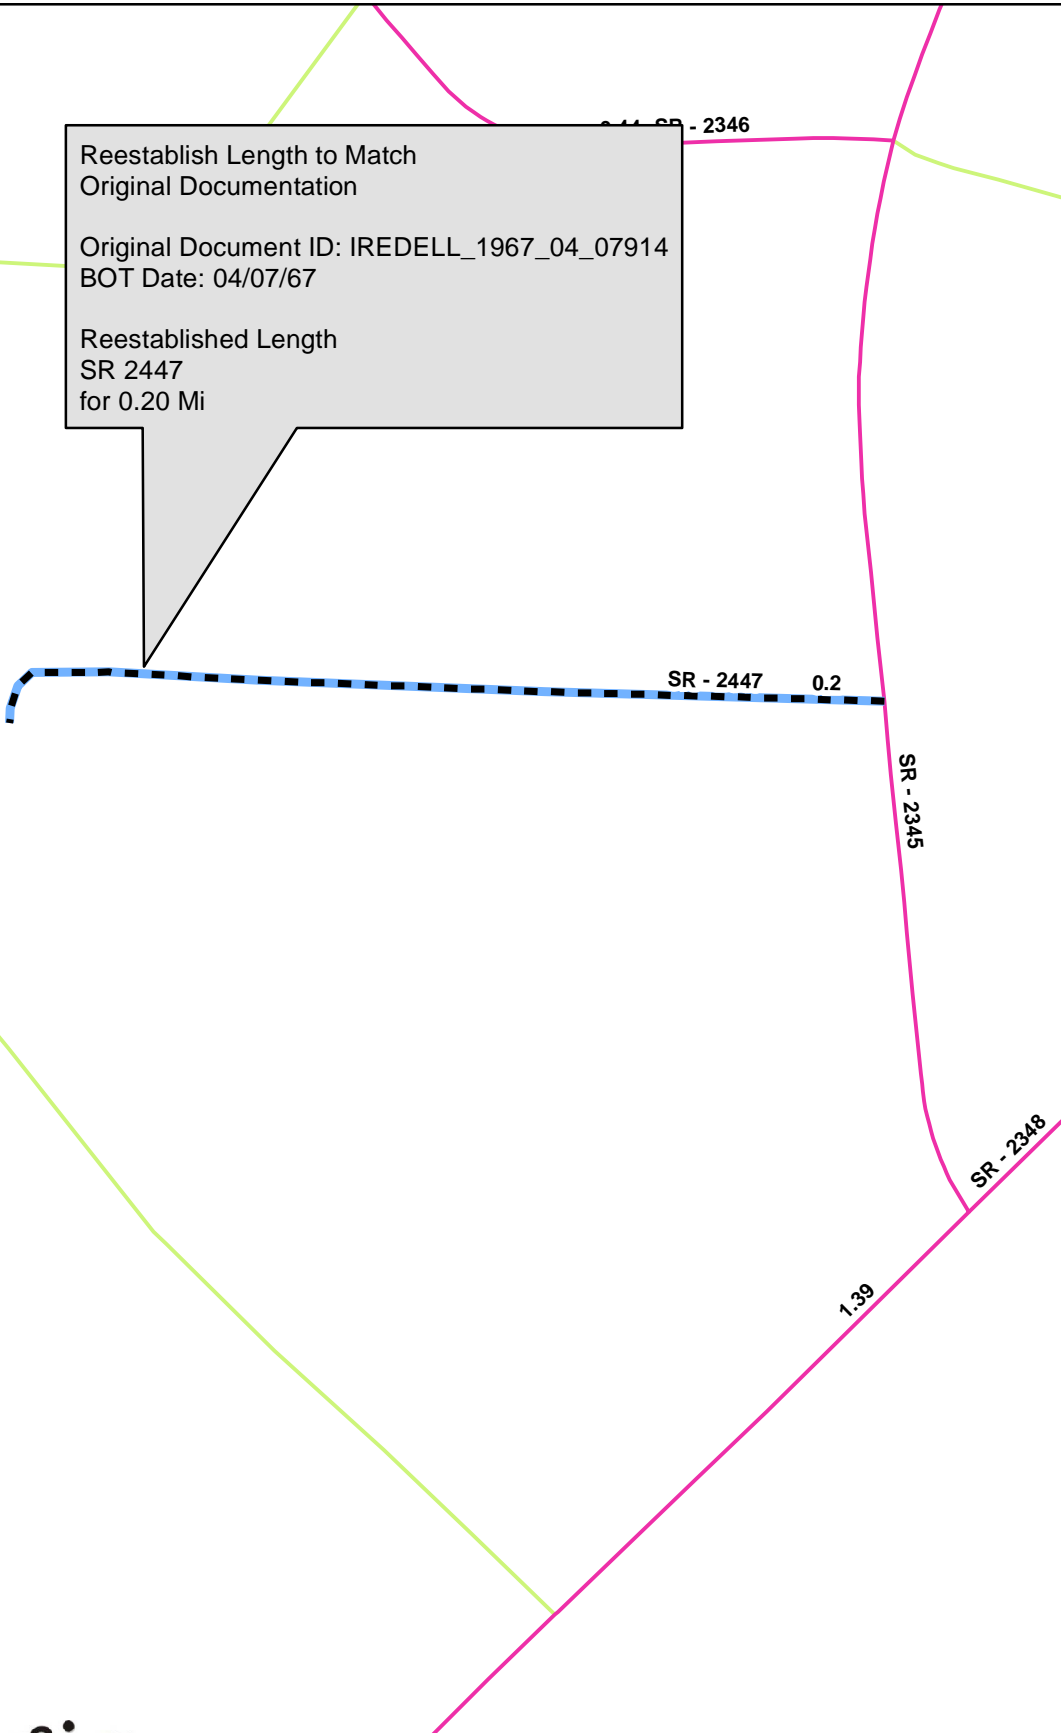 SR - 2346
Reestablish Length to Match
Original Documentation
Original Document ID: IREDELL_1967_04_07914
BOT Date: 04/07/67
Reestablished Length
SR 2447
for 0.20 Mi
SR - 2447
0.2
SR - 2345
SR - 2348
1.39